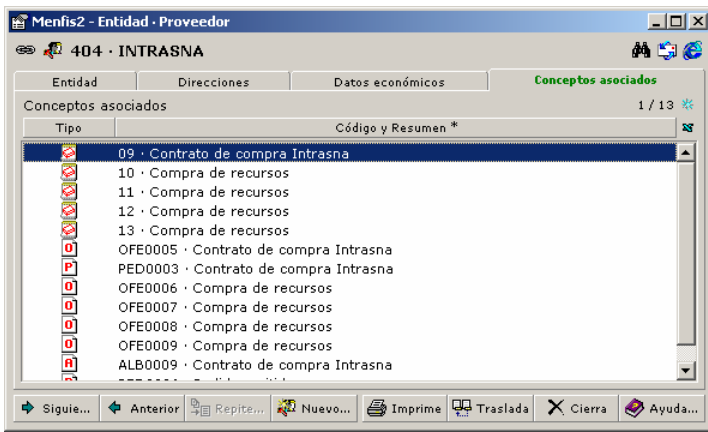 Menfis2 - Entidad · Proveedor
404 · INTRASNA
Entidad Direcciones Datos económicos Conceptos asociados
Conceptos asociados 1 / 13
Tipo Código y Resumen *
09 · Contrato de compra Intrasna
10 · Compra de recursos
11 · Compra de recursos
12 · Compra de recursos
13 · Compra de recursos
O OFE0005 · Contrato de compra Intrasna
P PED0003 · Contrato de compra Intrasna
O OFE0006 · Compra de recursos
O OFE0007 · Compra de recursos
O OFE0008 · Compra de recursos
O OFE0009 · Compra de recursos
A ALB0009 · Contrato de compra Intrasna
Siguie... Anterior Repite... Nuevo... Imprime Traslada Cierra Ayuda...